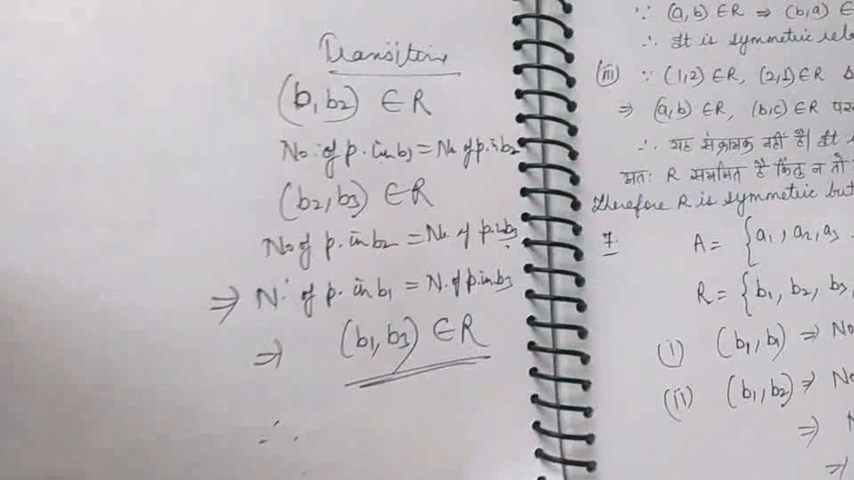 Transitive
(b, b2) ∈ R
No. of p. in b1 = No of p. in b2
(b2, b3) ∈ R
No of p. in b2 = No of p. in b3
⇒ N. of p. in b1 = N. of p. in b3
⇒ (b1, b3) ∈ R
∴
∵ (a, b) ∈ R ⇒ (b, a) ∈
∴ It is symmetric rela
(iii) ∵ (1,2) ∈ R, (2,1) ∈ R b
⇒ (a, b) ∈ R, (b, c) ∈ R पर
∴ यह संक्रामक नहीं है। It i
अतः R सममित है किंतु न तो
Therefore R is symmetric but
7. A = {a1, a2, a3
R = {b1, b2, b3,
(i) (b1, b1) ⇒ No
(ii) (b1, b2) ⇒ No
⇒ N
⇒